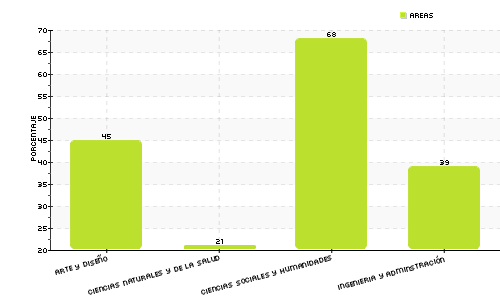 AREAS
70
65
60
55
50
45
40
35
30
25
20
PORCENTAJE
45
21
68
39
ARTE Y DISEÑO
CIENCIAS NATURALES Y DE LA SALUD
CIENCIAS SOCIALES Y HUMANIDADES
INGENIERIA Y ADMINSTRACIÓN